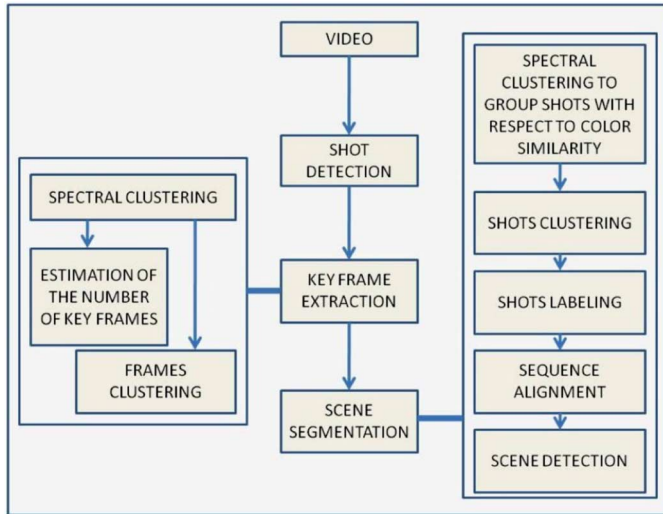 VIDEO
SHOT
DETECTION
KEY FRAME
EXTRACTION
SCENE
SEGMENTATION
SPECTRAL CLUSTERING
ESTIMATION OF
THE NUMBER
OF KEY FRAMES
FRAMES
CLUSTERING
SPECTRAL
CLUSTERING TO
GROUP SHOTS WITH
RESPECT TO COLOR
SIMILARITY
SHOTS CLUSTERING
SHOTS LABELING
SEQUENCE
ALIGNMENT
SCENE DETECTION